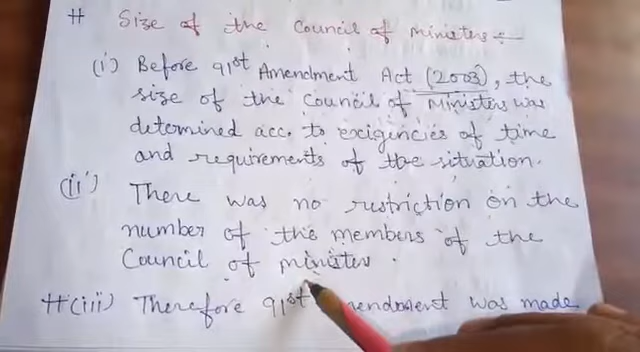 # Size of the Council of ministers :-
(i) Before 91st Amendment Act (2003), the
size of the Council of Ministers was
determined acc. to exigencies of time
and requirements of the situation.
(ii) There was no restriction on the
number of the members of the
Council of minister.
#(iii) Therefore 91st mendment was made